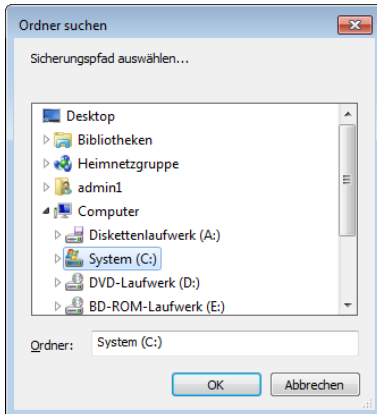 Ordner suchen
Sicherungspfad auswählen...
Desktop
Bibliotheken
Heimnetzgruppe
admin1
Computer
Diskettenlaufwerk (A:)
System (C:)
DVD-Laufwerk (D:)
BD-ROM-Laufwerk (E:)
Ordner: System (C:)
OK Abbrechen